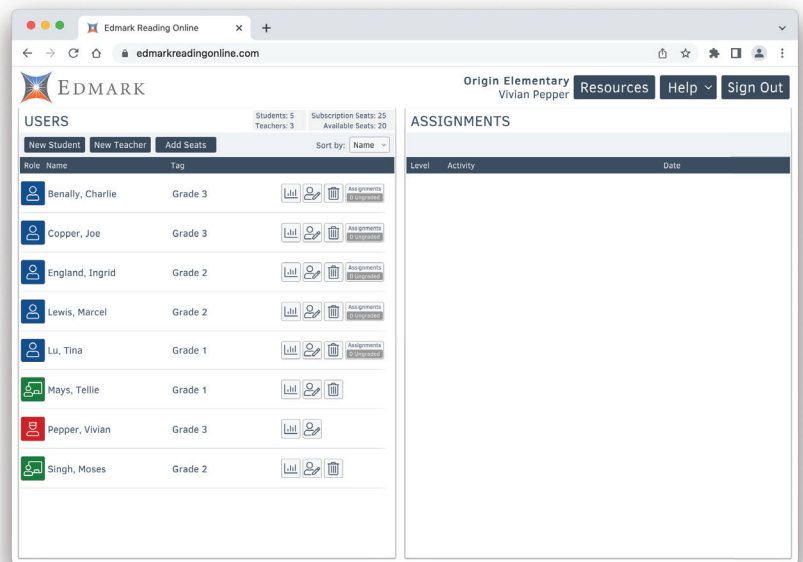 Edmark Reading Online
edmarkreadingonline.com
EDMARK
Origin Elementary
Vivian Pepper
Resources
Help
Sign Out
USERS
Students: 5
Teachers: 3
Subscription Seats: 25
Available Seats: 20
New Student
New Teacher
Add Seats
Sort by: Name
Role Name Tag
Benally, Charlie Grade 3
Assignments
0 Ungraded
Copper, Joe Grade 3
Assignments
0 Ungraded
England, Ingrid Grade 2
Assignments
0 Ungraded
Lewis, Marcel Grade 2
Assignments
0 Ungraded
Lu, Tina Grade 1
Assignments
0 Ungraded
Mays, Tellie Grade 1
Pepper, Vivian Grade 3
Singh, Moses Grade 2
ASSIGNMENTS
Level Activity Date